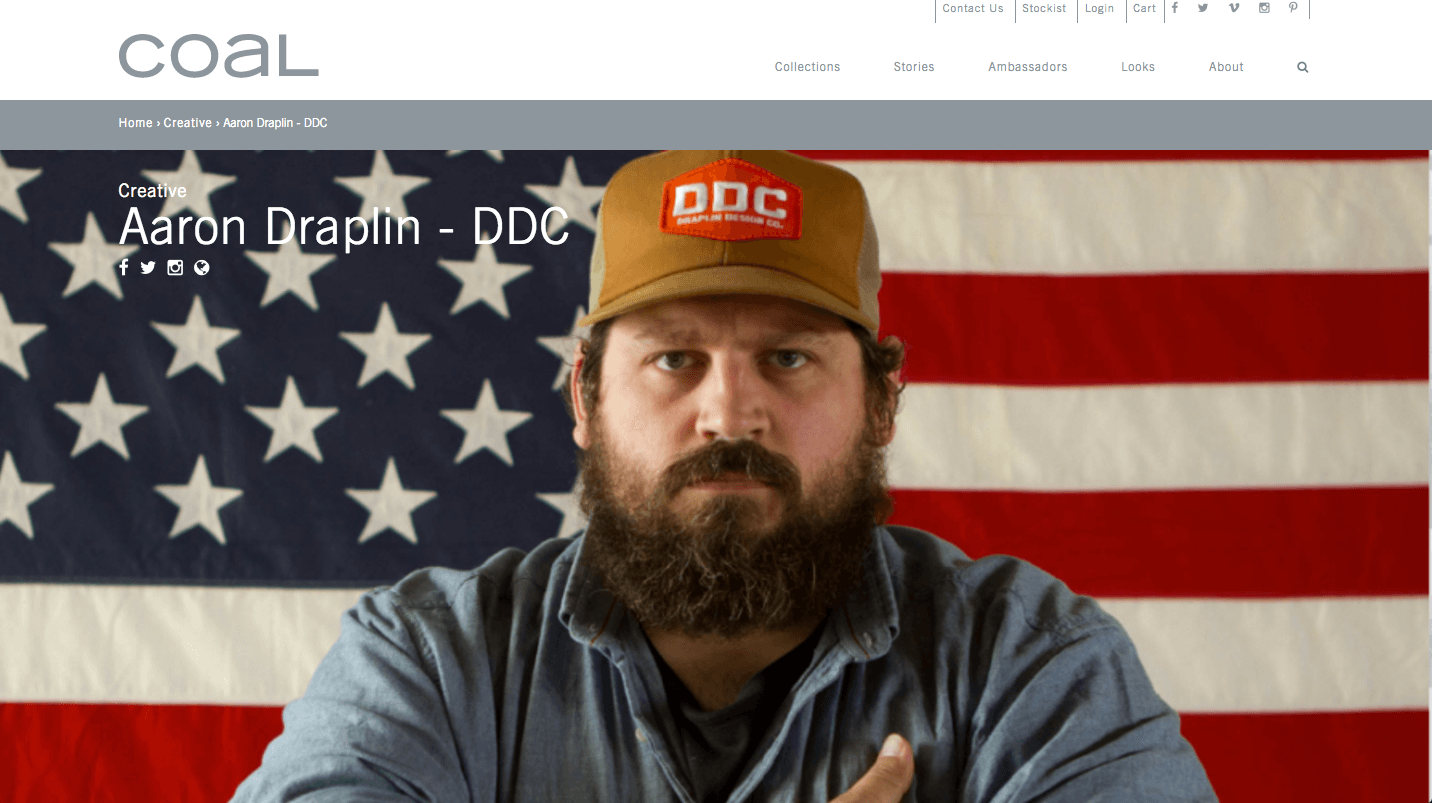 Contact Us
Stockist
Login
Cart
COAL
Collections
Stories
Ambassadors
Looks
About
Home › Creative › Aaron Draplin - DDC
Creative
Aaron Draplin - DDC
DDC
DRAPLIN DESIGN CO.